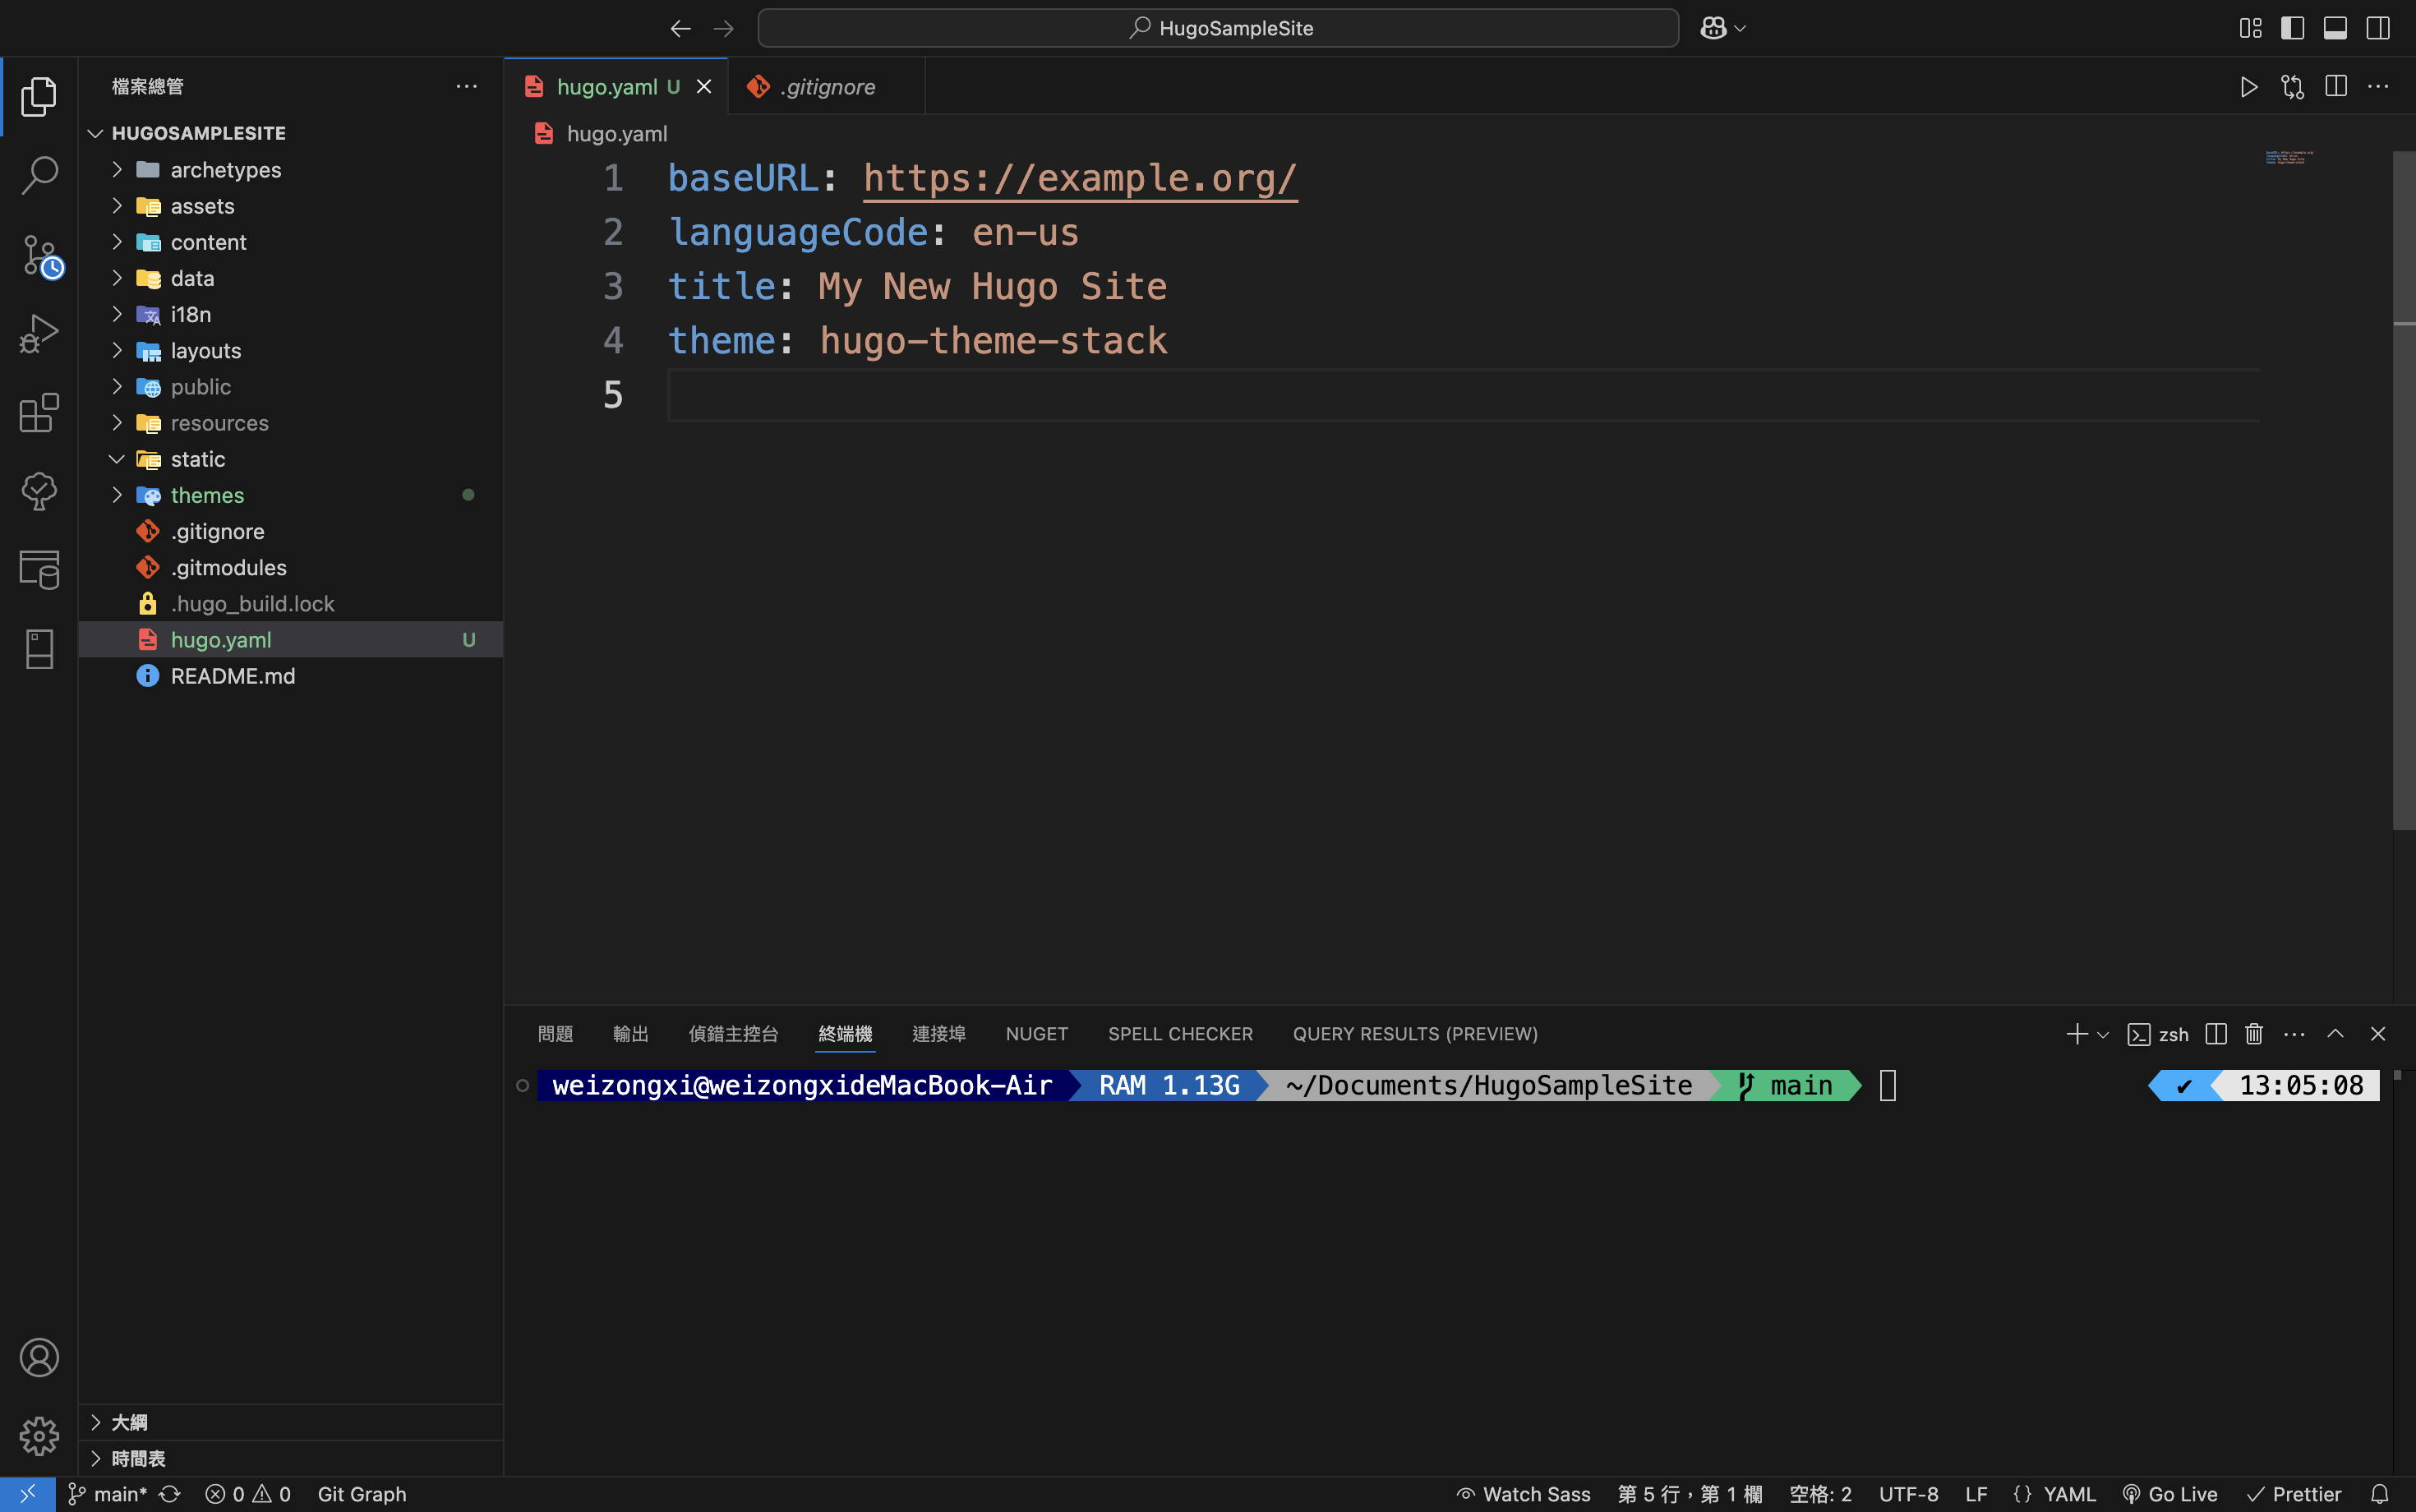 HugoSampleSite
檔案總管
HUGOSAMPLESITE
archetypes
assets
content
data
i18n
layouts
public
resources
static
themes
.gitignore
.gitmodules
.hugo_build.lock
hugo.yaml U
README.md
大綱
時間表
hugo.yaml U
.gitignore
hugo.yaml
1 baseURL: https://example.org/
2 languageCode: en-us
3 title: My New Hugo Site
4 theme: hugo-theme-stack
5
問題 輸出 偵錯主控台 終端機 連接埠 NUGET SPELL CHECKER QUERY RESULTS (PREVIEW)
zsh
weizongxi@weizongxideMacBook-Air RAM 1.13G ~/Documents/HugoSampleSite main ✔ 13:05:08
main* 0 0 Git Graph Watch Sass 第 5 行，第 1 欄 空格: 2 UTF-8 LF {} YAML Go Live Prettier